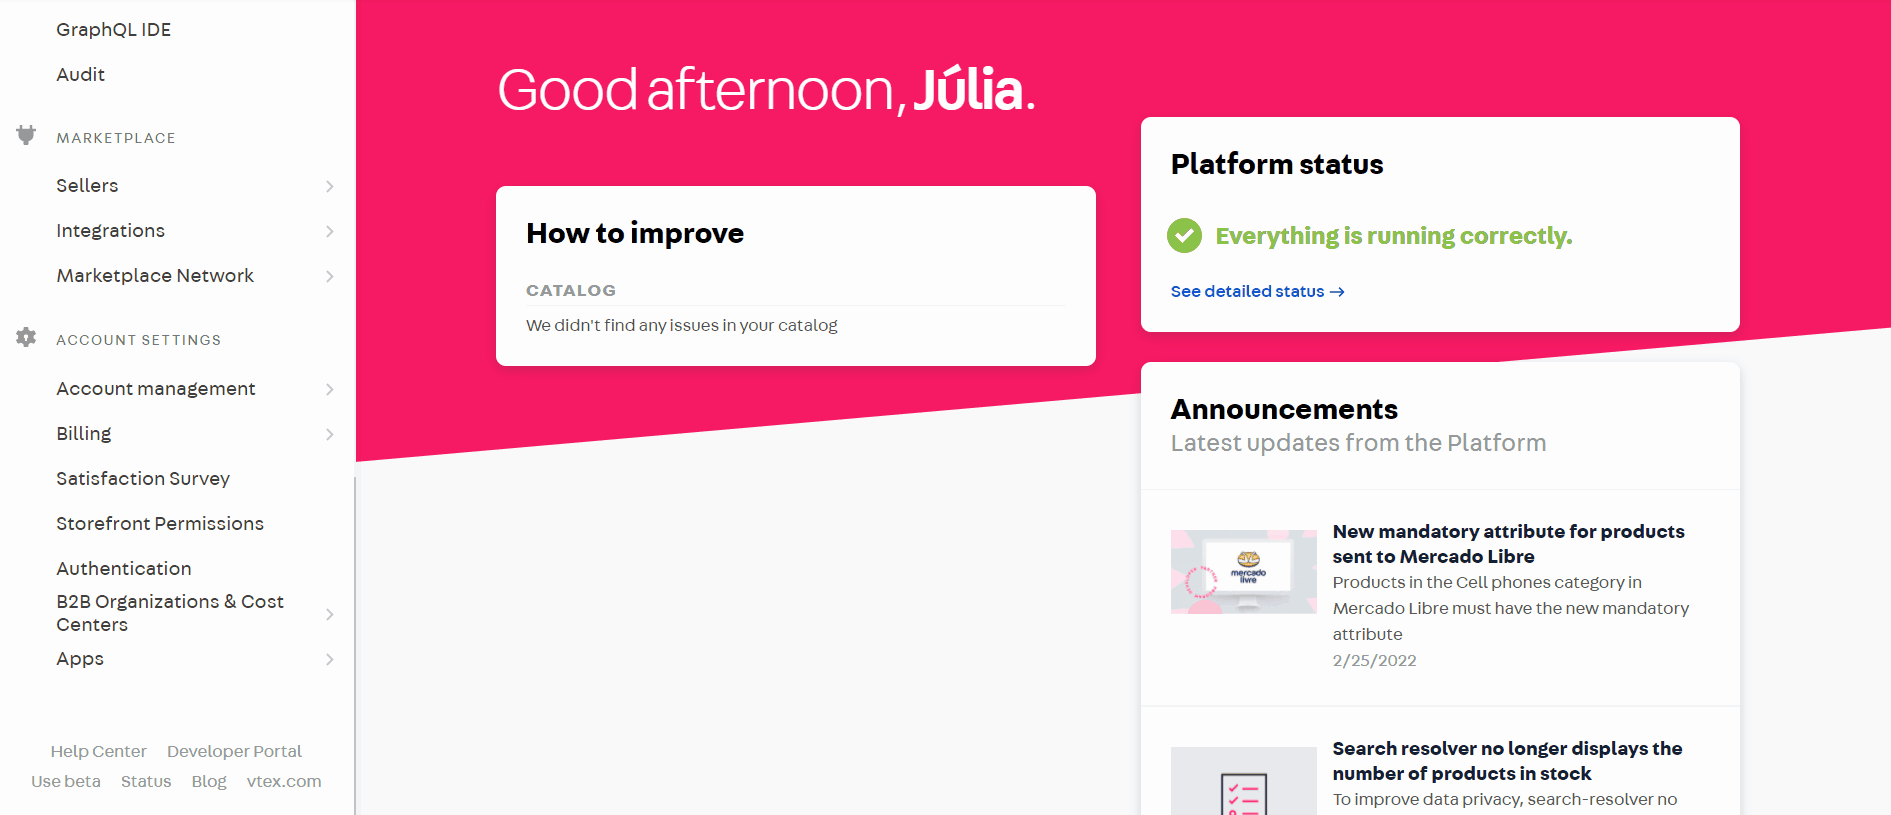 GraphQL IDE
Audit
MARKETPLACE
Sellers
Integrations
Marketplace Network
ACCOUNT SETTINGS
Account management
Billing
Satisfaction Survey
Storefront Permissions
Authentication
B2B Organizations & Cost
Centers
Apps
Help Center Developer Portal
Use beta Status Blog vtex.com
Good afternoon, Júlia.
How to improve
CATALOG
We didn't find any issues in your catalog
Platform status
Everything is running correctly.
See detailed status →
Announcements
Latest updates from the Platform
mercado
livre
New mandatory attribute for products
sent to Mercado Libre
Products in the Cell phones category in
Mercado Libre must have the new mandatory
attribute
2/25/2022
Search resolver no longer displays the
number of products in stock
To improve data privacy, search-resolver no